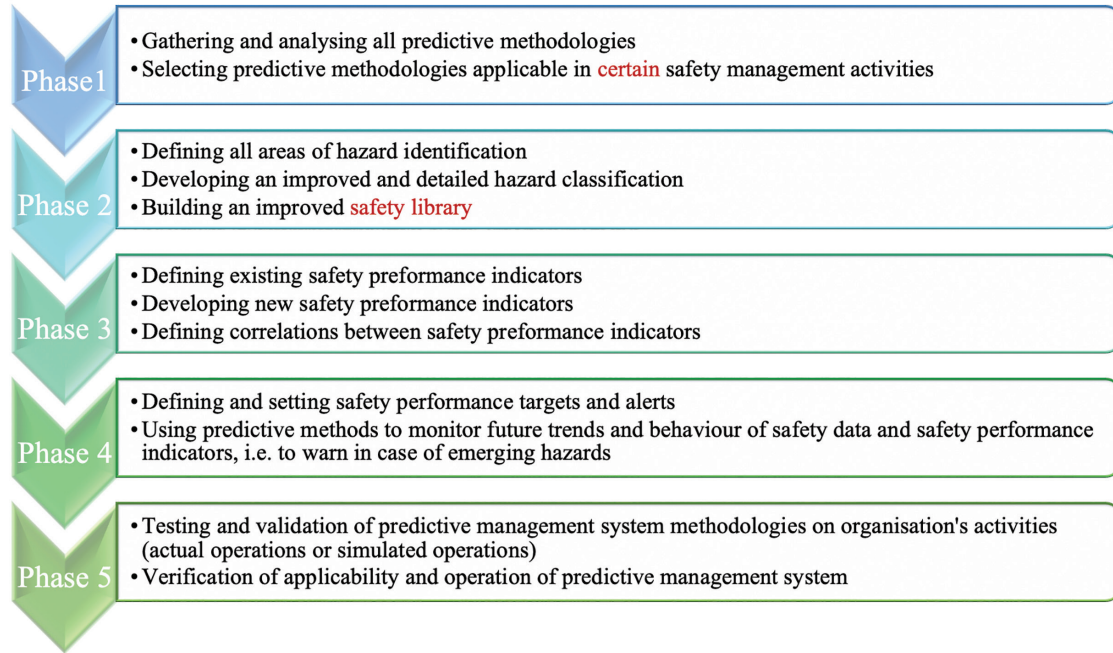 Phase1
• Gathering and analysing all predictive methodologies
• Selecting predictive methodologies applicable in certain safety management activities
Phase 2
• Defining all areas of hazard identification
• Developing an improved and detailed hazard classification
• Building an improved safety library
Phase 3
• Defining existing safety preformance indicators
• Developing new safety preformance indicators
• Defining correlations between safety preformance indicators
Phase 4
• Defining and setting safety performance targets and alerts
• Using predictive methods to monitor future trends and behaviour of safety data and safety performance
indicators, i.e. to warn in case of emerging hazards
Phase 5
• Testing and validation of predictive management system methodologies on organisation's activities
(actual operations or simulated operations)
• Verification of applicability and operation of predictive management system